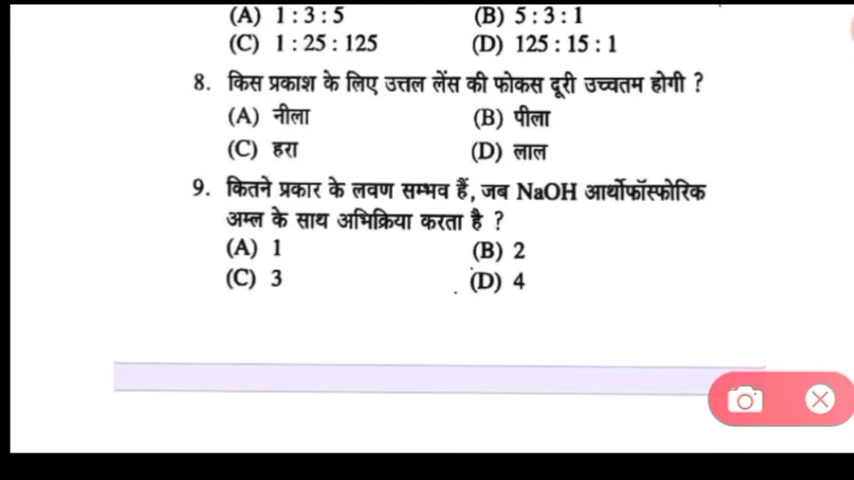 (A) 1 : 3 : 5 (B) 5 : 3 : 1
(C) 1 : 25 : 125 (D) 125 : 15 : 1
8. किस प्रकाश के लिए उत्तल लेंस की फोकस दूरी उच्चतम होगी ?
(A) नीला (B) पीला
(C) हरा (D) लाल
9. कितने प्रकार के लवण सम्भव हैं, जब NaOH आर्थोफॉस्फोरिक
अम्ल के साथ अभिक्रिया करता है ?
(A) 1 (B) 2
(C) 3 (D) 4